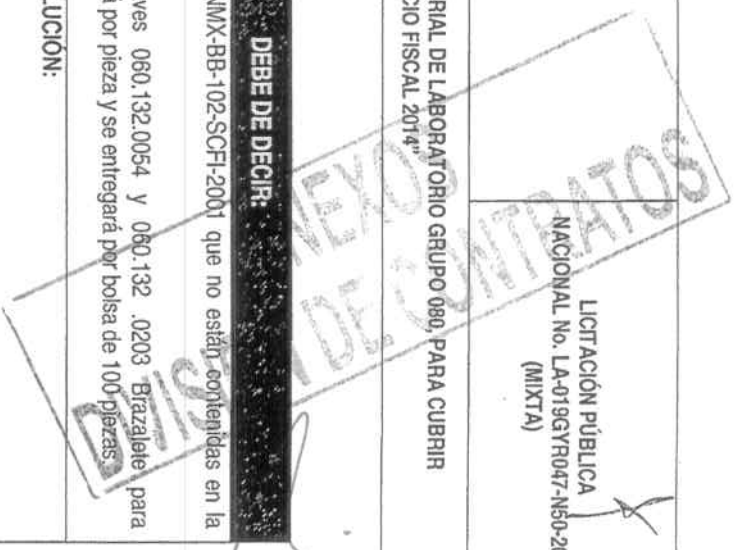 LICITACIÓN PÚBLICA
NACIONAL No. LA-019GYR047-N50-20
(MIXTA)
RIAL DE LABORATORIO GRUPO 080, PARA CUBRIR
CIO FISCAL 2014"
DEBE DE DECIR:
NMX-BB-102-SCFI-2001 que no están contenidas en la
ves 060.132.0054 y 060.132 .0203 Brazalete para
por pieza y se entregará por bolsa de 100 piezas.
LUCIÓN:
ANEXOS
DIVISIÓN DE CONTRATOS